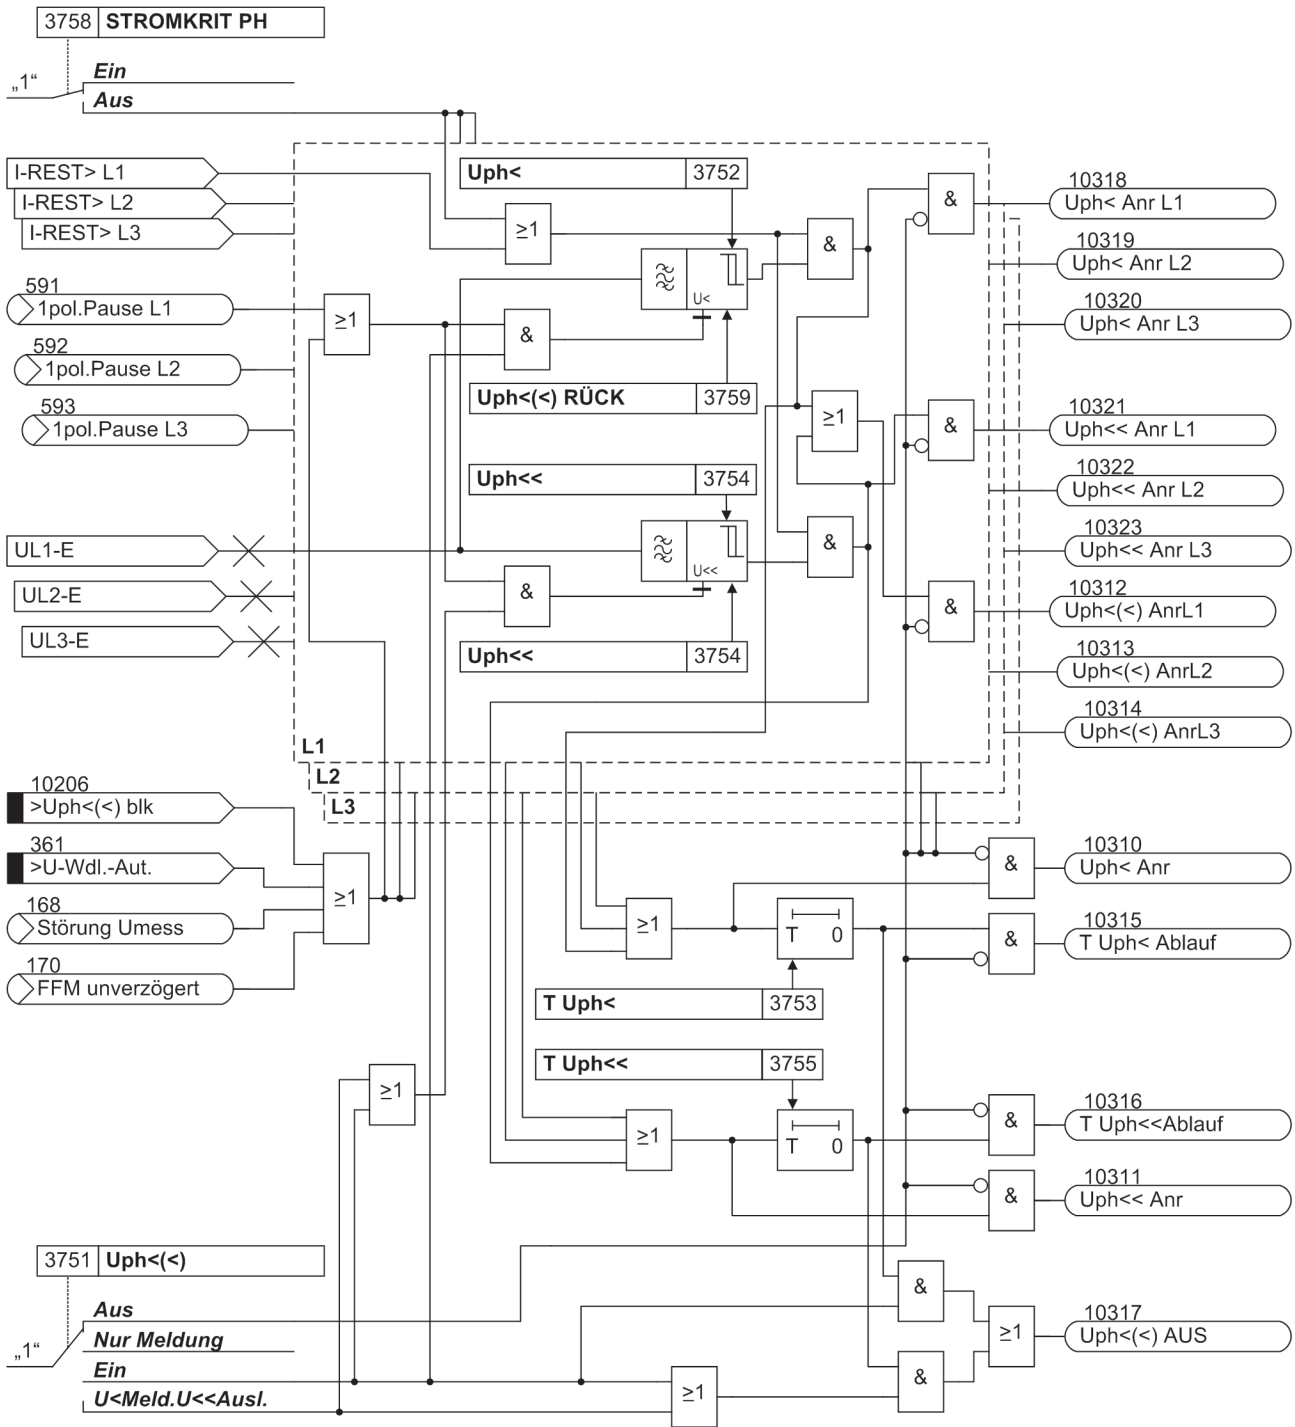 3758 STROMKRIT PH
„1“
Ein
Aus
I-REST> L1
I-REST> L2
I-REST> L3
591
1pol.Pause L1
592
1pol.Pause L2
593
1pol.Pause L3
UL1-E
UL2-E
UL3-E
10206
>Uph<(<) blk
361
>U-Wdl.-Aut.
168
Störung Umess
170
FFM unverzögert
≥1
≥1
≥1
&
&
Uph< 3752
U<
Uph<(<) RÜCK 3759
Uph<< 3754
U<<
Uph<< 3754
&
≥1
&
&
&
&
L1
L2
L3
10318
Uph< Anr L1
10319
Uph< Anr L2
10320
Uph< Anr L3
10321
Uph<< Anr L1
10322
Uph<< Anr L2
10323
Uph<< Anr L3
10312
Uph<(<) AnrL1
10313
Uph<(<) AnrL2
10314
Uph<(<) AnrL3
≥1
T 0
T Uph< 3753
&
10310
Uph< Anr
&
10315
T Uph< Ablauf
T Uph<< 3755
≥1
≥1
T 0
&
10316
T Uph<<Ablauf
&
10311
Uph<< Anr
3751 Uph<(<)
„1“
Aus
Nur Meldung
Ein
U<Meld.U<<Ausl.
≥1
&
&
≥1
10317
Uph<(<) AUS